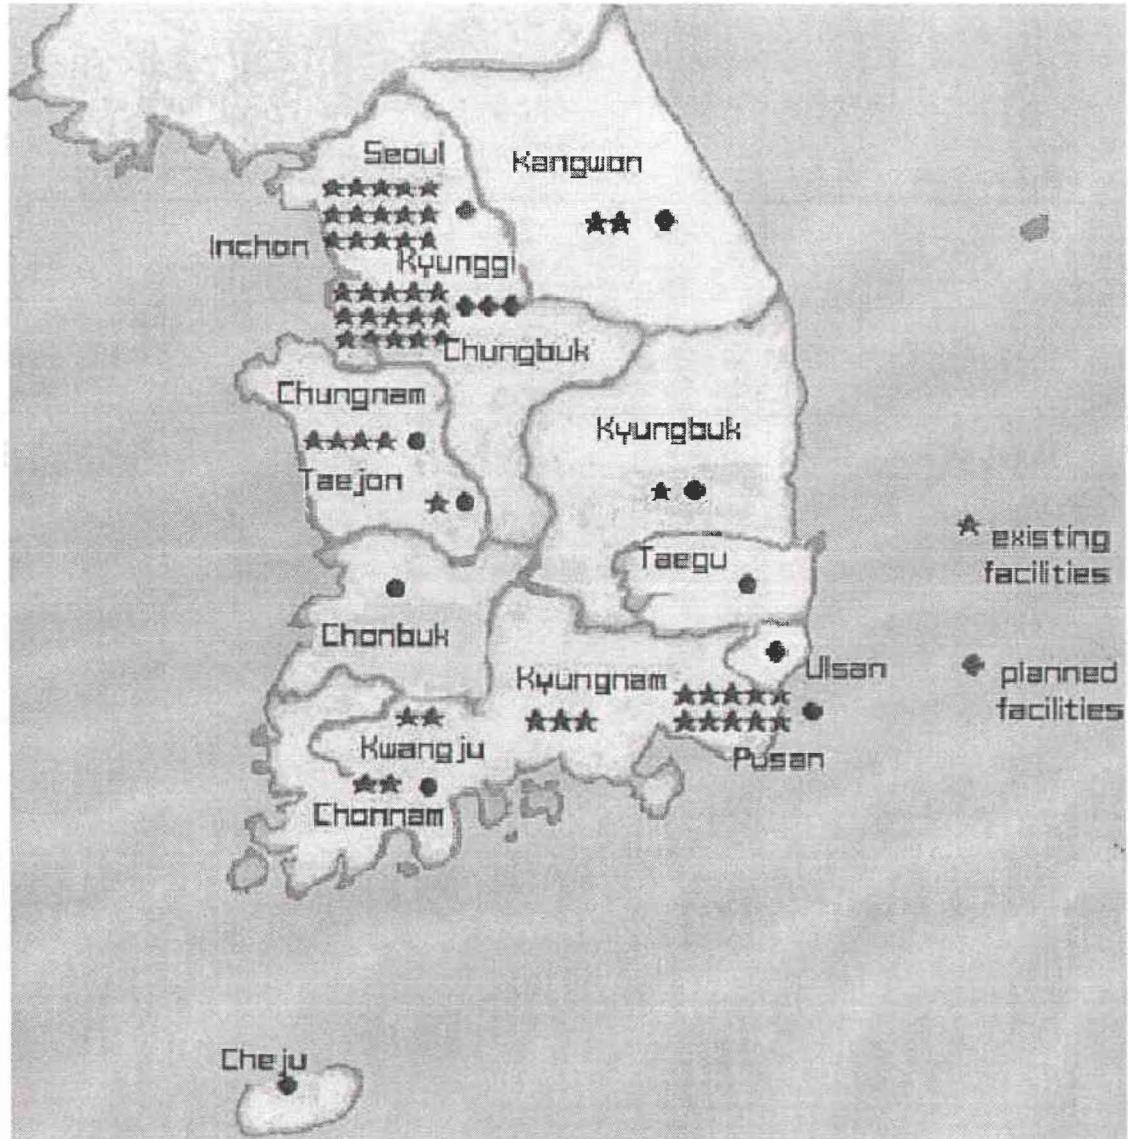 Seoul
Kangwon
Inchon
Kyunggi
Chungbuk
Chungnam
Kyungbuk
Taejon
existing
facilities
Taegu
Chonbuk
Ulsan
Kyungnam
planned
facilities
Kwangju
Pusan
Chonnam
Cheju